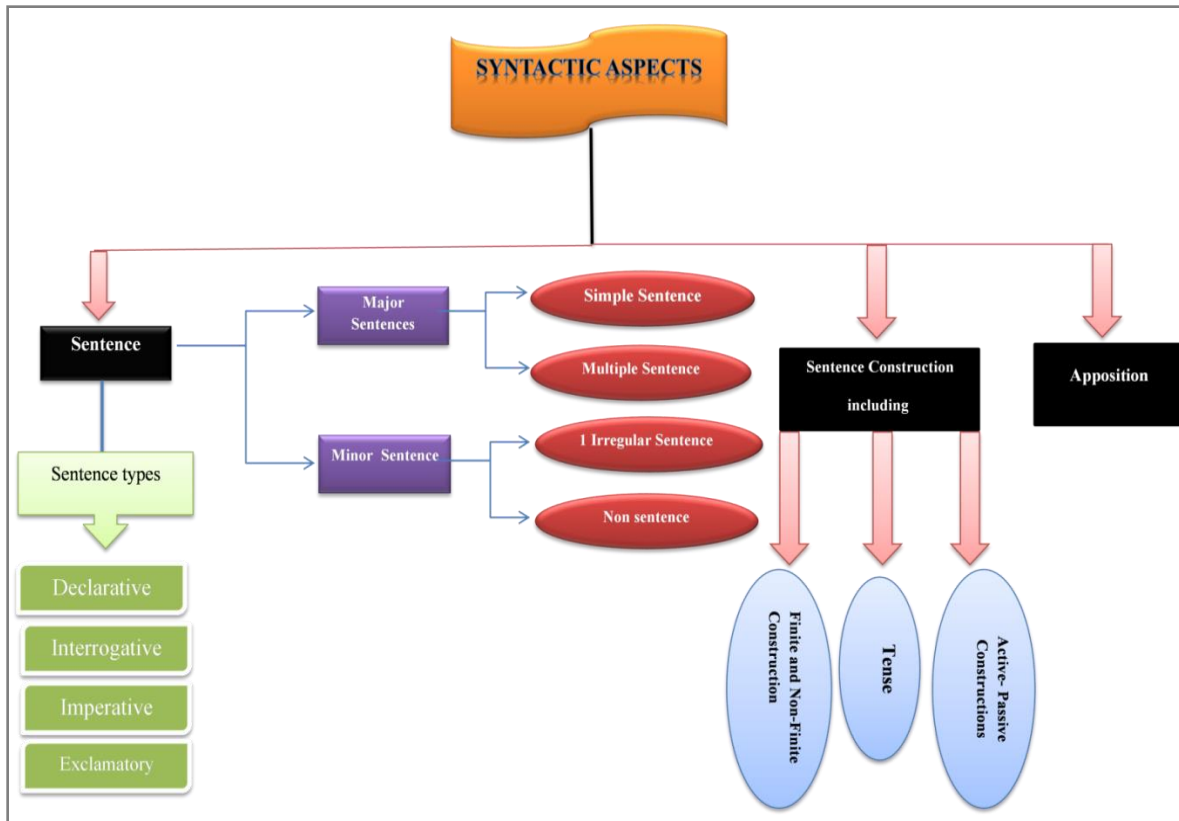 SYNTACTIC ASPECTS
Sentence
Major
Sentences
Minor Sentence
Simple Sentence
Multiple Sentence
1 Irregular Sentence
Non sentence
Sentence types
Declarative
Interrogative
Imperative
Exclamatory
Sentence Construction
including
Finite and Non-Finite
Construction
Tense
Active- Passive
Constructions
Apposition